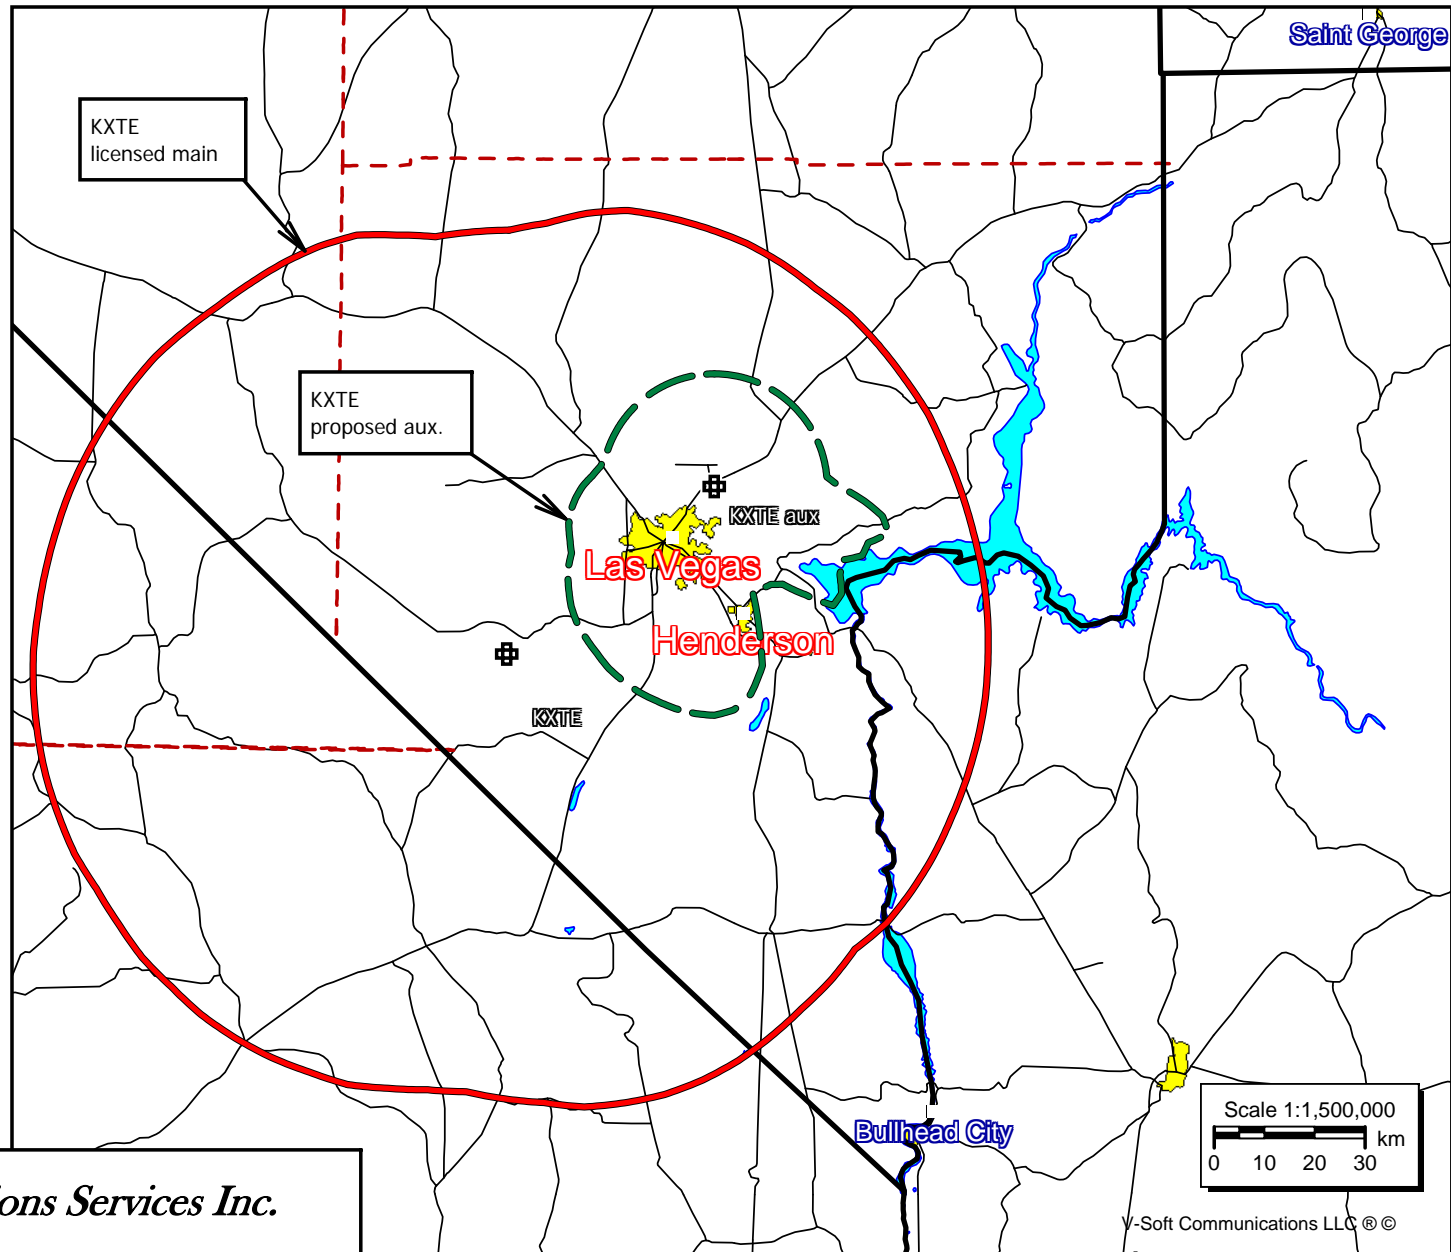 Saint George
KXTE
licensed main
KXTE
proposed aux.
KXTE aux
Las Vegas
Henderson
KXTE
Bullhead City
Scale 1:1,500,000
km
0 10 20 30
ions Services Inc.
V-Soft Communications LLC ® ©